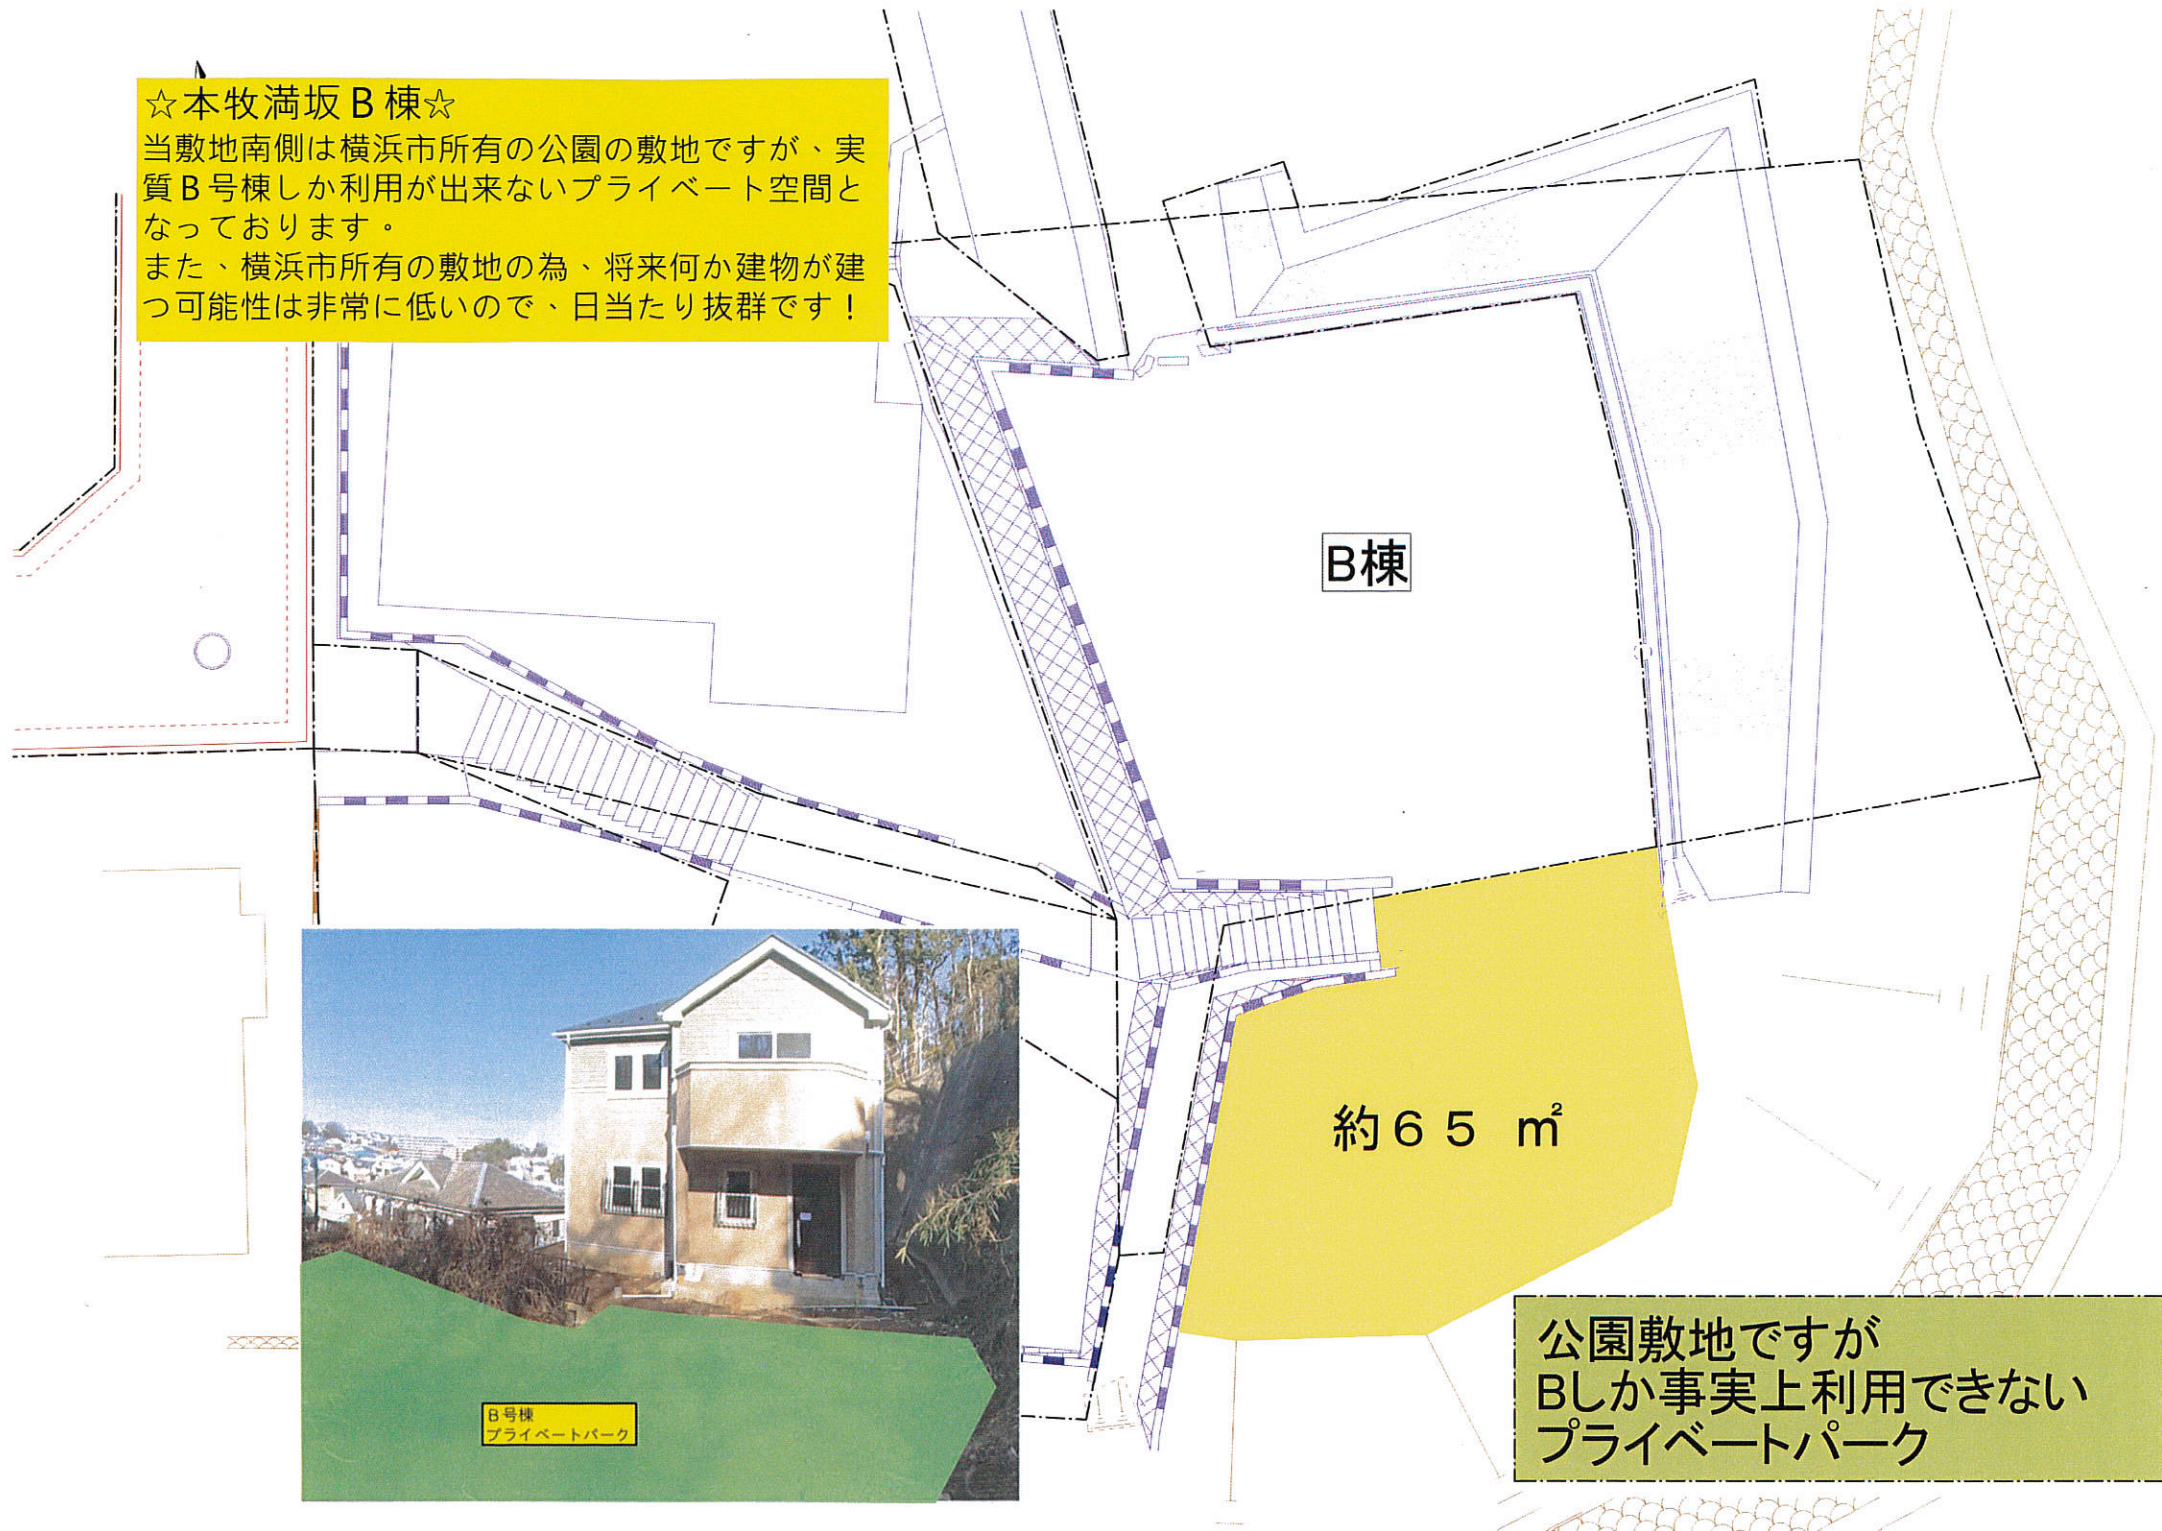 ☆本牧満坂B棟☆
当敷地南側は横浜市所有の公園の敷地ですが、実
質B号棟しか利用が出来ないプライベート空間と
なっております。
また、横浜市所有の敷地の為、将来何か建物が建
つ可能性は非常に低いので、日当たり抜群です！
B棟
約65 ㎡
B号棟
プライベートパーク
公園敷地ですが
Bしか事実上利用できない
プライベートパーク